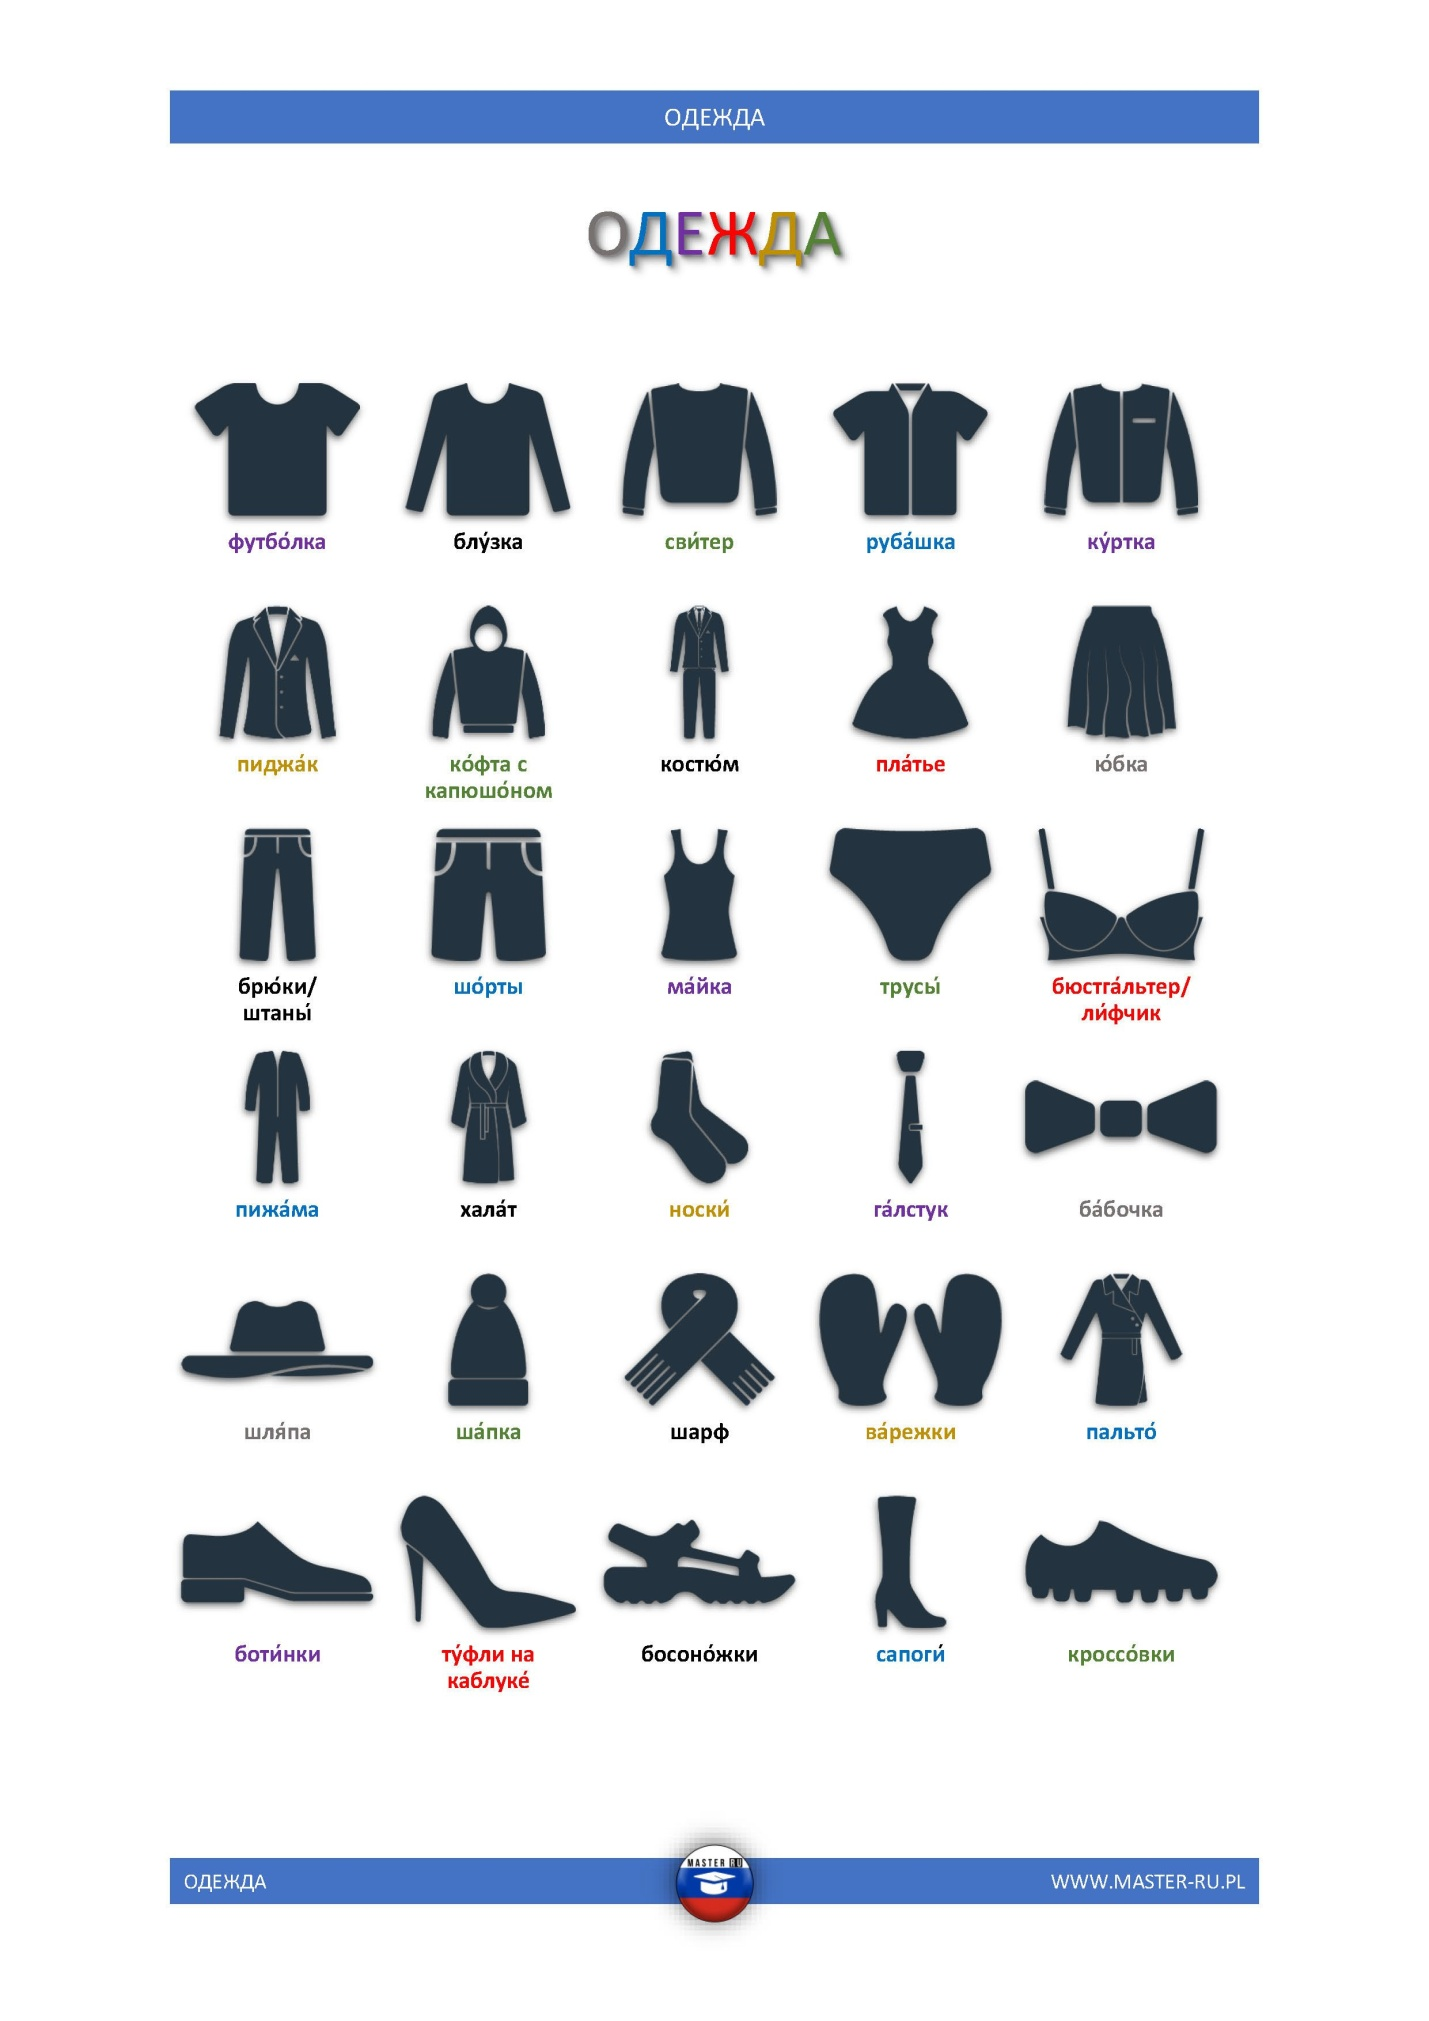 ОДЕЖДА
ОДЕЖДА
футбо́лка блу́зка сви́тер руба́шка ку́ртка
пиджа́к ко́фта с костю́м пла́тье ю́бка
капюшо́ном
брю́ки/ шо́рты ма́йка трусы́ бюстга́льтер/
штаны́ ли́фчик
пижа́ма хала́т носки́ га́лстук ба́бочка
шля́па ша́пка шарф ва́режки пальто́
боти́нки ту́фли на босоно́жки сапоги́ кроссо́вки
каблуке́
MASTER RU
ОДЕЖДА WWW.MASTER-RU.PL